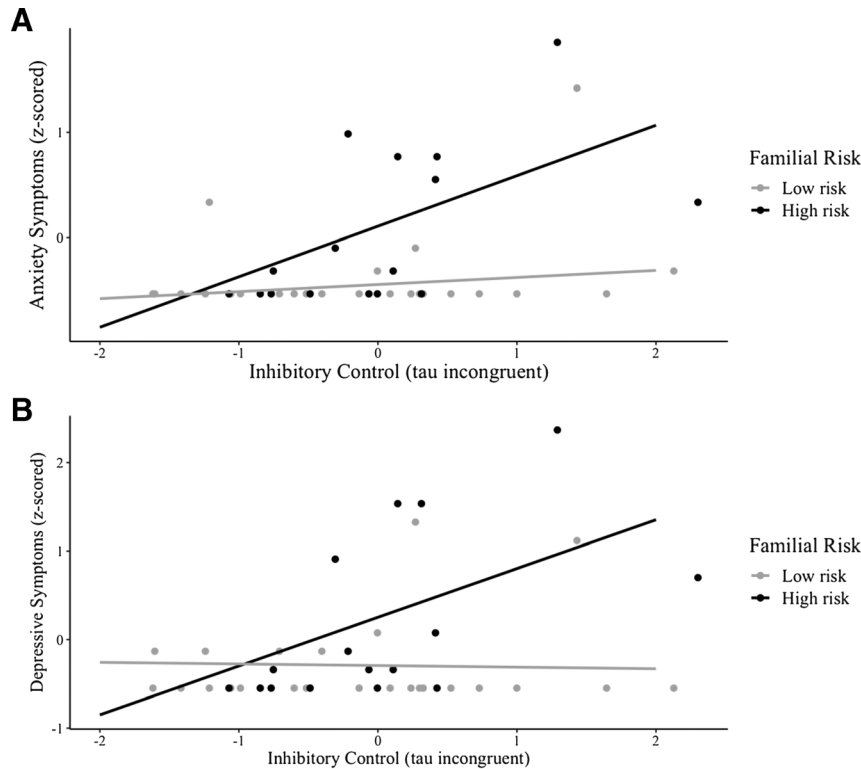 A
Anxiety Symptoms (z-scored)
1
0
-2 -1 0 1 2
Inhibitory Control (tau incongruent)
Familial Risk
Low risk
High risk
B
Depressive Symptoms (z-scored)
2
1
0
-1
-2 -1 0 1 2
Inhibitory Control (tau incongruent)
Familial Risk
Low risk
High risk